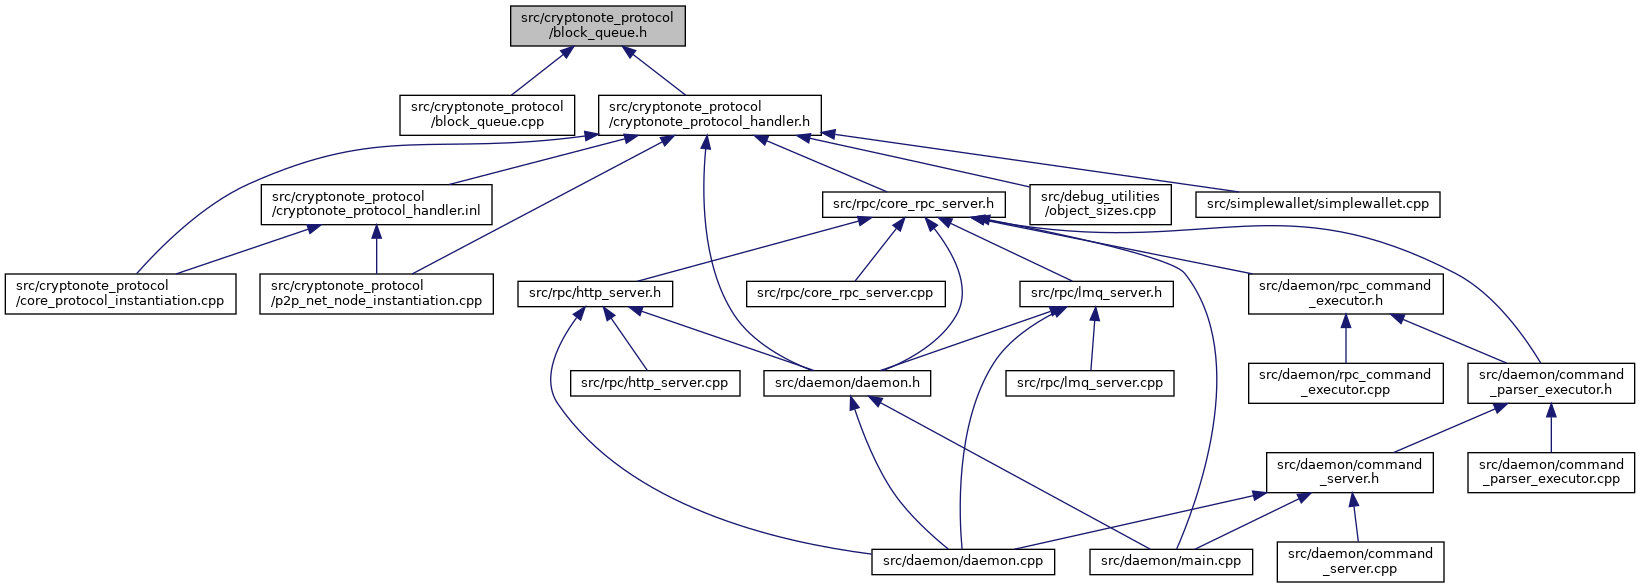 src/cryptonote_protocol
/block_queue.h
src/cryptonote_protocol
/block_queue.cpp
src/cryptonote_protocol
/cryptonote_protocol_handler.h
src/cryptonote_protocol
/cryptonote_protocol_handler.inl
src/rpc/core_rpc_server.h
src/debug_utilities
/object_sizes.cpp
src/simplewallet/simplewallet.cpp
src/cryptonote_protocol
/core_protocol_instantiation.cpp
src/cryptonote_protocol
/p2p_net_node_instantiation.cpp
src/rpc/http_server.h
src/rpc/core_rpc_server.cpp
src/rpc/lmq_server.h
src/daemon/rpc_command
_executor.h
src/rpc/http_server.cpp
src/daemon/daemon.h
src/rpc/lmq_server.cpp
src/daemon/rpc_command
_executor.cpp
src/daemon/command
_parser_executor.h
src/daemon/command
_server.h
src/daemon/command
_parser_executor.cpp
src/daemon/daemon.cpp
src/daemon/main.cpp
src/daemon/command
_server.cpp